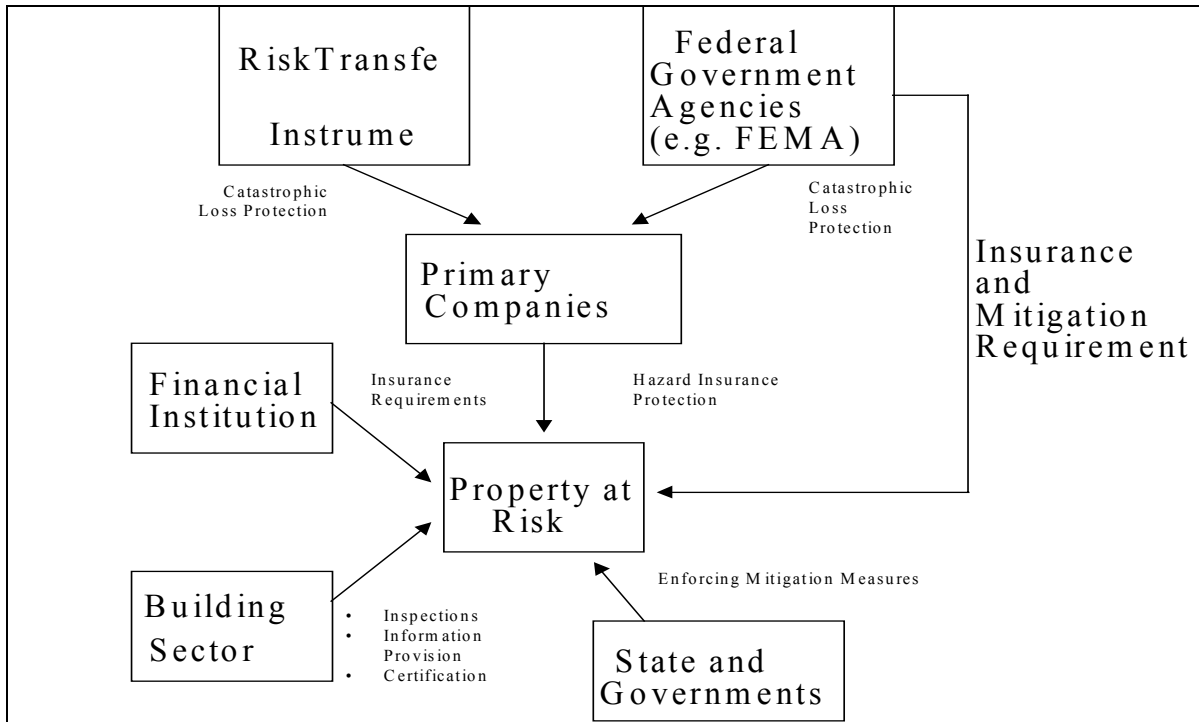 RiskTransfe
Instrume
Federal
Government
Agencies
(e.g. FEMA)
Catastrophic
Loss Protection
Catastrophic
Loss
Protection
Primary
Companies
Insurance
and
Mitigation
Requirement
Financial
Institution
Insurance
Requirements
Hazard Insurance
Protection
Property at
Risk
Building
Sector
• Inspections
• Information
Provision
• Certification
Enforcing Mitigation Measures
State and
Governments